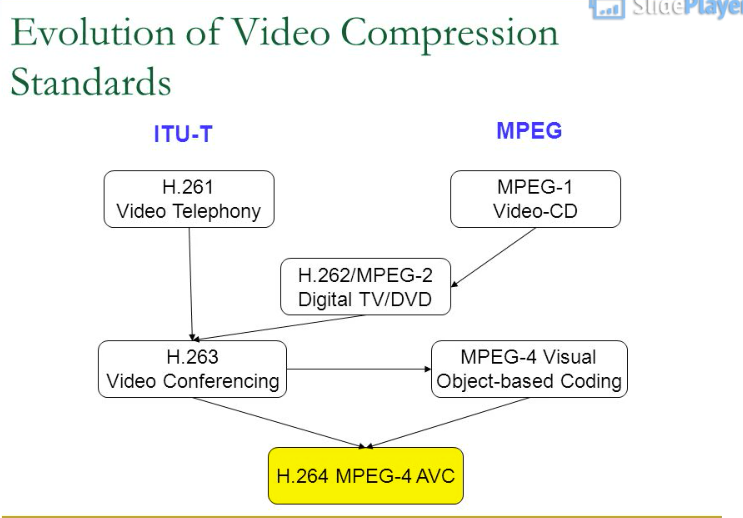 SlidePlayer
Evolution of Video Compression
Standards
ITU-T
MPEG
H.261
Video Telephony
MPEG-1
Video-CD
H.262/MPEG-2
Digital TV/DVD
H.263
Video Conferencing
MPEG-4 Visual
Object-based Coding
H.264 MPEG-4 AVC